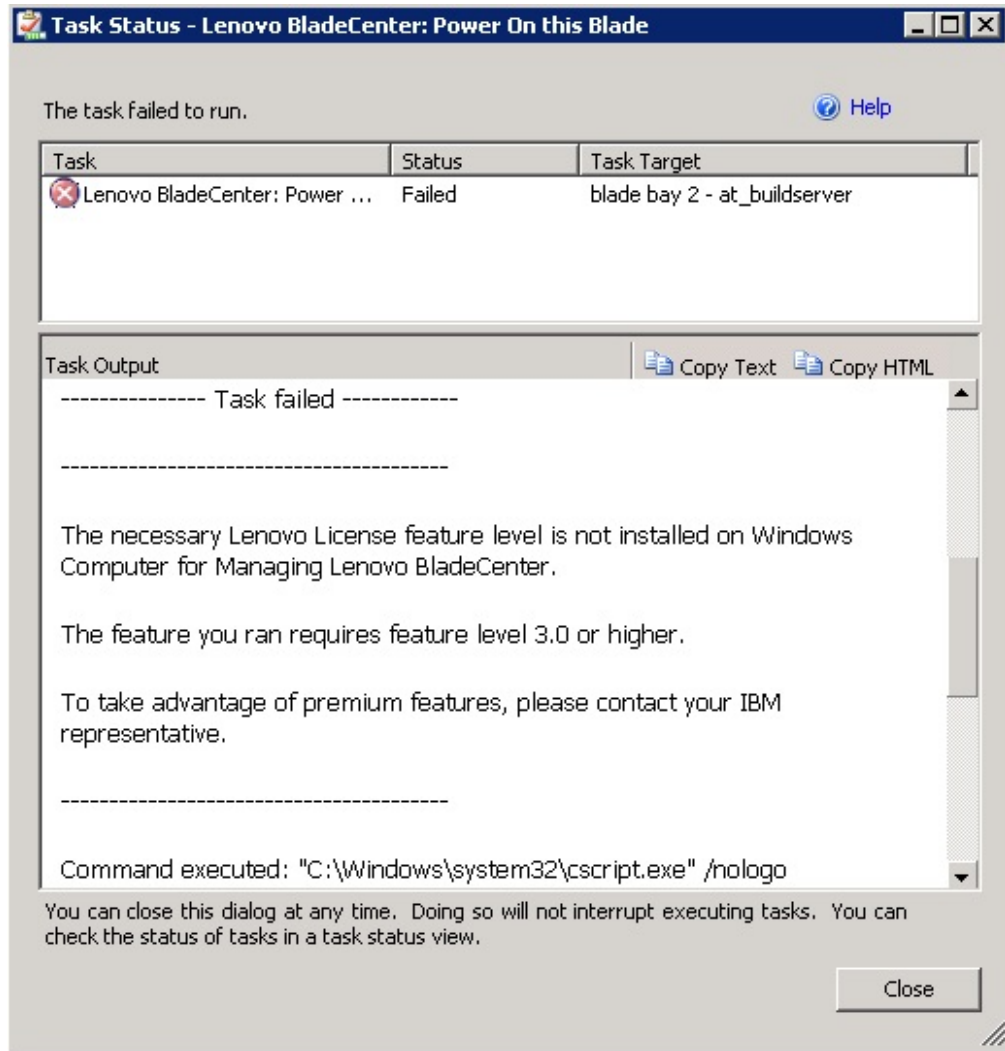 Task Status - Lenovo BladeCenter: Power On this Blade
The task failed to run.
Help
Task Status Task Target
Lenovo BladeCenter: Power ... Failed blade bay 2 - at_buildserver
Task Output Copy Text Copy HTML
--------------- Task failed ------------
----------------------------------------
The necessary Lenovo License feature level is not installed on Windows
Computer for Managing Lenovo BladeCenter.
The feature you ran requires feature level 3.0 or higher.
To take advantage of premium features, please contact your IBM
representative.
----------------------------------------
Command executed: "C:\Windows\system32\cscript.exe" /nologo
You can close this dialog at any time.  Doing so will not interrupt executing tasks.  You can
check the status of tasks in a task status view.
Close